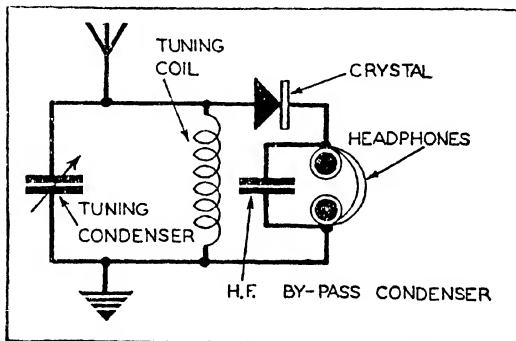 TUNING
COIL
CRYSTAL
HEADPHONES
TUNING
CONDENSER
H.F. BY-PASS CONDENSER